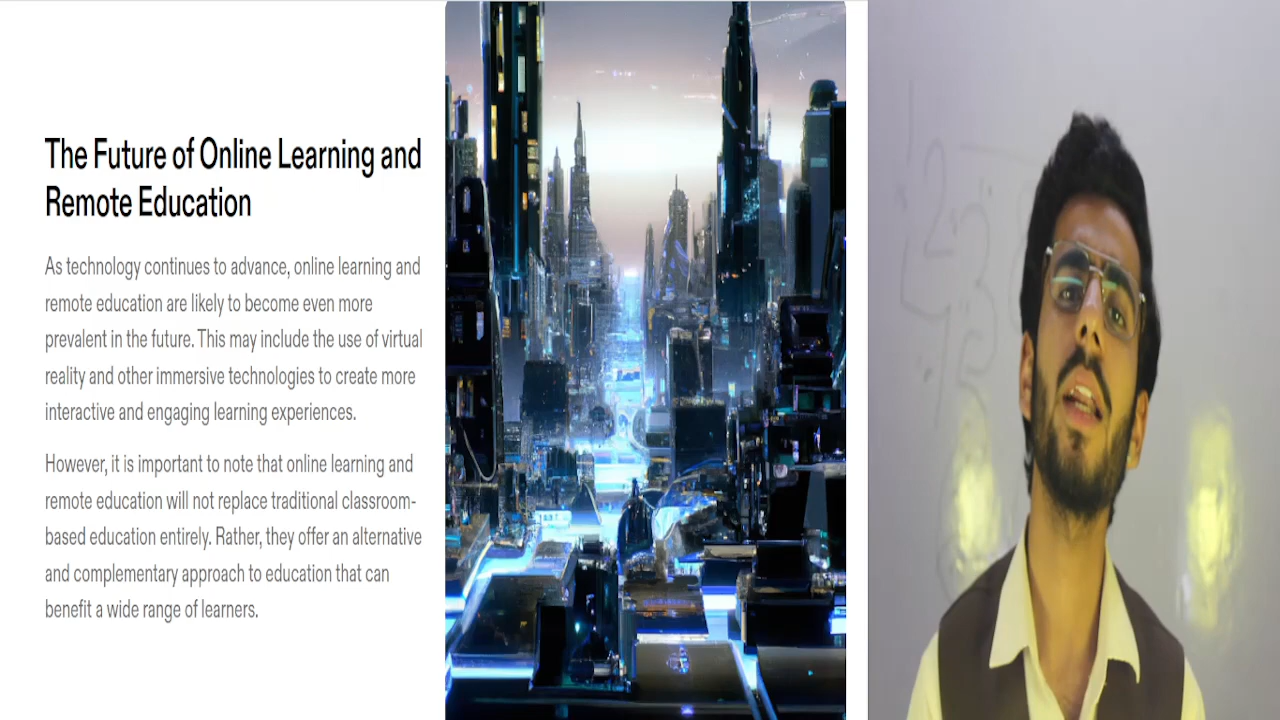 The Future of Online Learning and
Remote Education
As technology continues to advance, online learning and
remote education are likely to become even more
prevalent in the future. This may include the use of virtual
reality and other immersive technologies to create more
interactive and engaging learning experiences.
However, it is important to note that online learning and
remote education will not replace traditional classroom-
based education entirely. Rather, they offer an alternative
and complementary approach to education that can
benefit a wide range of learners.